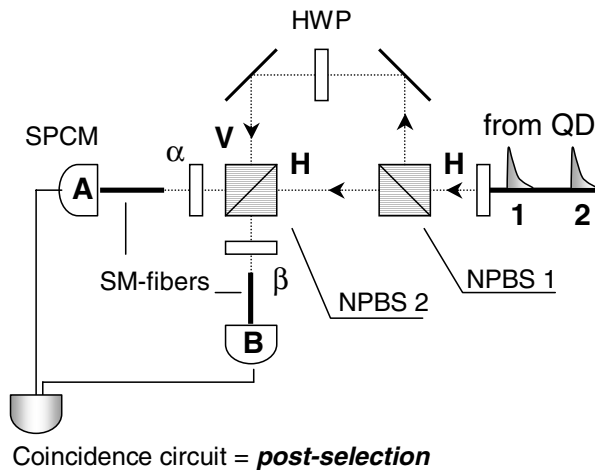 HWP
SPCM
from QD
V
H
H
α
A
1
2
SM-fibers
β
NPBS 2
NPBS 1
B
Coincidence circuit = post-selection